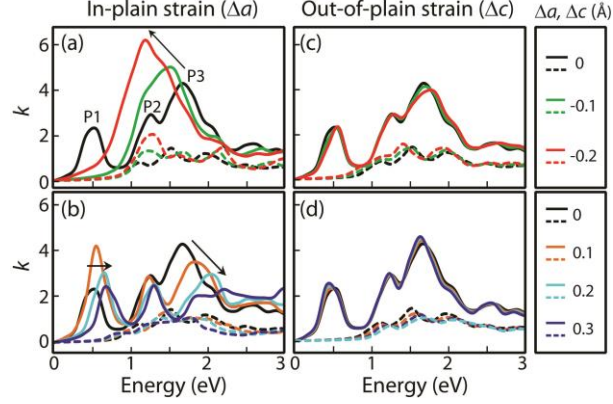 In-plain strain (Δa)
Out-of-plain strain (Δc)
Δa, Δc (Å)
(a)
P1
P2
P3
(c)
k
6
4
2
0
0
-0.1
-0.2
(b)
(d)
k
6
4
2
0
0
0.1
0.2
0.3
0 1 2 3
0 1 2 3
Energy (eV)
Energy (eV)